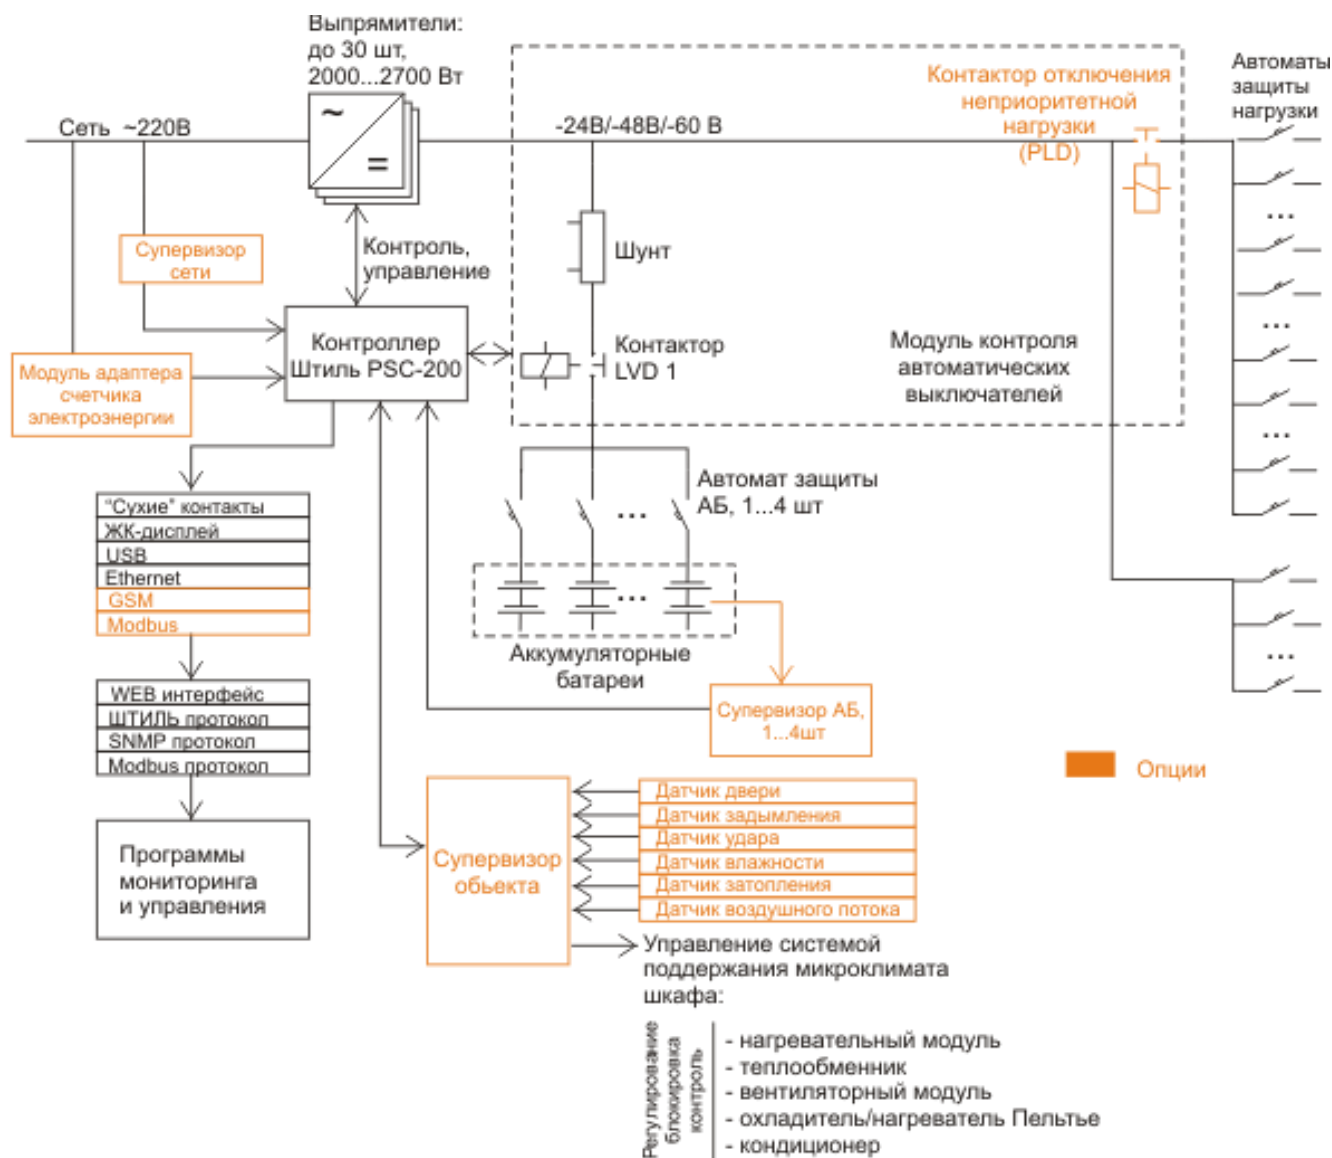 Выпрямители:
до 30 шт,
2000...2700 Вт
Сеть ~220В
~
=
-24В/-48В/-60 В
Контактор отключения
неприоритетной
нагрузки
(PLD)
Автоматы
защиты
нагрузки
Супервизор
сети
Контроль,
управление
Шунт
Контроллер
Штиль PSC-200
Контактор
LVD 1
Модуль контроля
автоматических
выключателей
Модуль адаптера
счетчика
электроэнергии
Автомат защиты
АБ, 1...4 шт
"Сухие" контакты
ЖК-дисплей
USB
Ethernet
GSM
Modbus
Аккумуляторные
батареи
WEB интерфейс
ШТИЛЬ протокол
SNMP протокол
Modbus протокол
Супервизор АБ,
1...4шт
Опции
Программы
мониторинга
и управления
Супервизор
обьекта
Датчик двери
Датчик задымления
Датчик удара
Датчик влажности
Датчик затопления
Датчик воздушного потока
Управление системой
поддержания микроклимата
шкафа:
Регулирование
блокировка
контроль
- нагревательный модуль
- теплообменник
- вентиляторный модуль
- охладитель/нагреватель Пельтье
- кондиционер